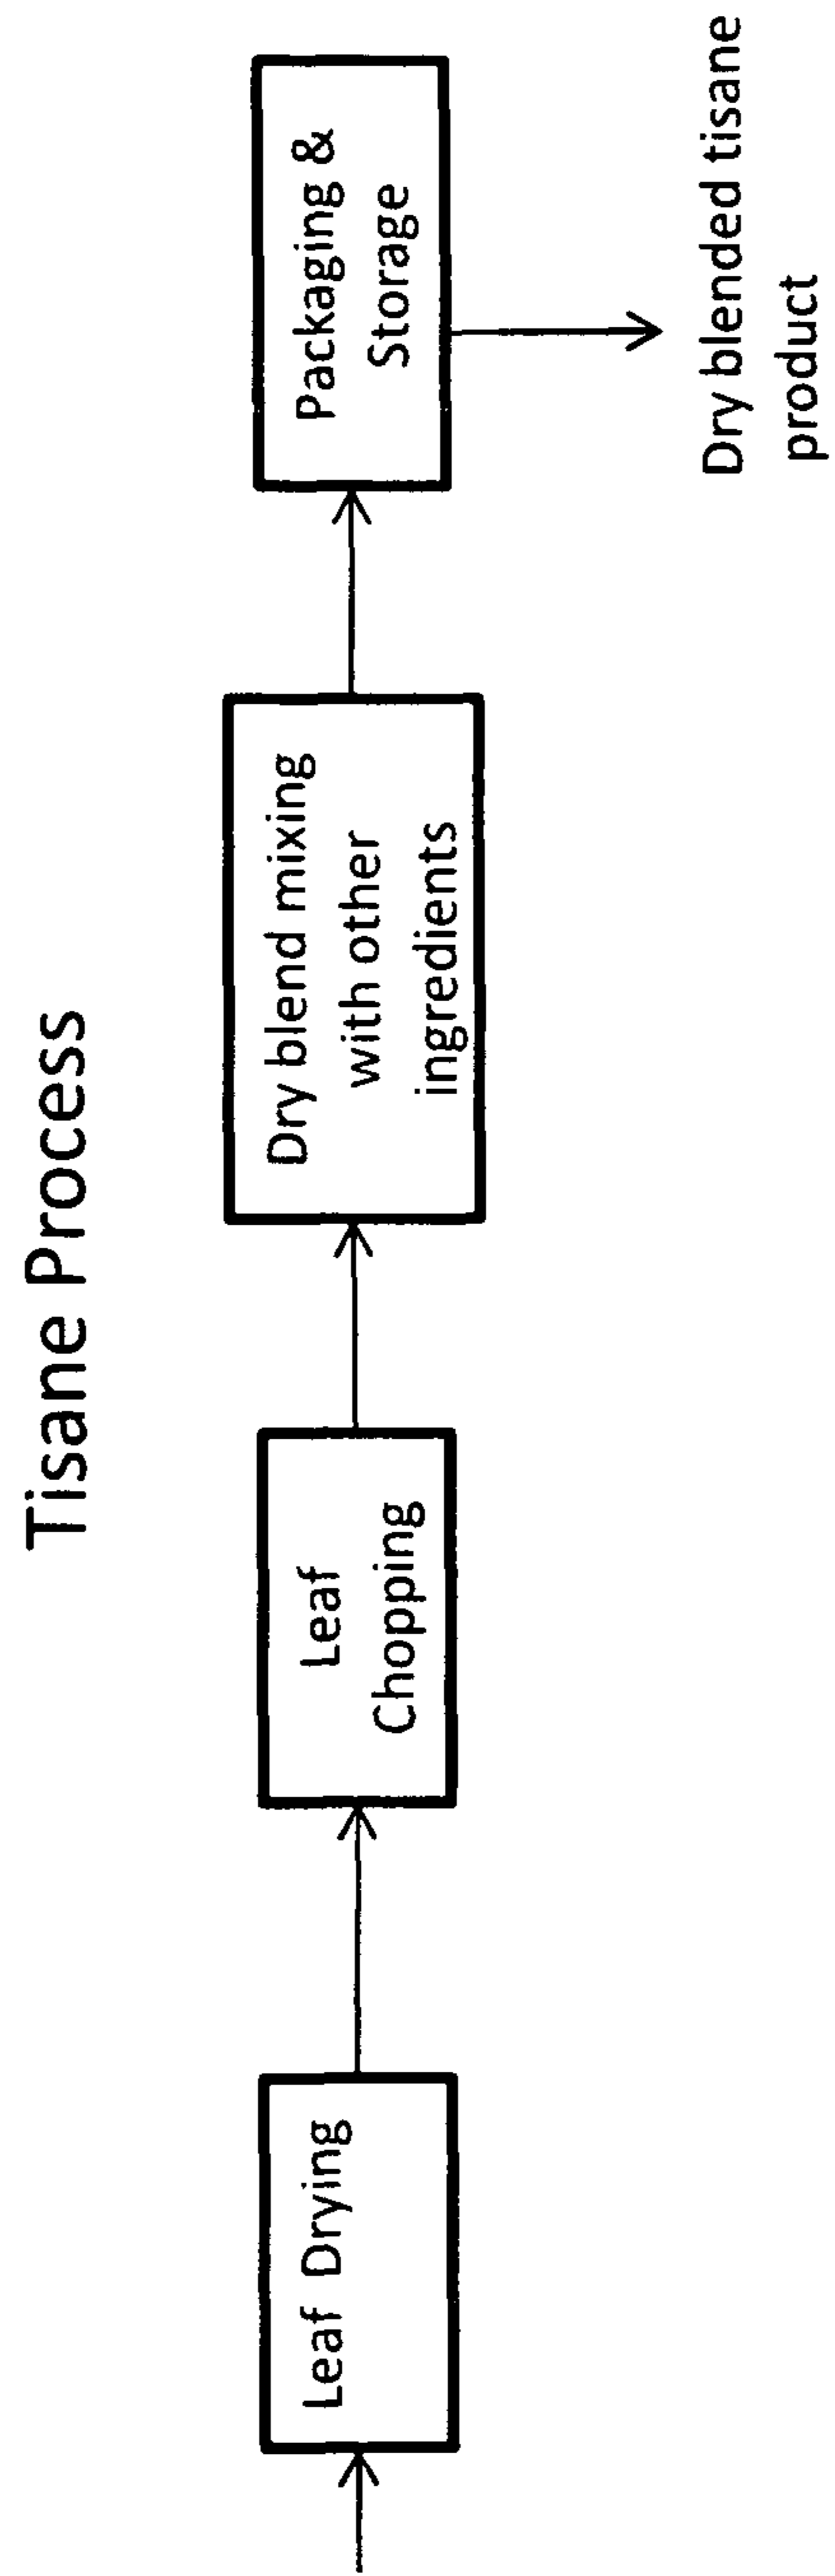 Tisane Process
Leaf Drying
Leaf
Chopping
Dry blend mixing
with other
ingredients
Packaging &
Storage
Dry blended tisane
product